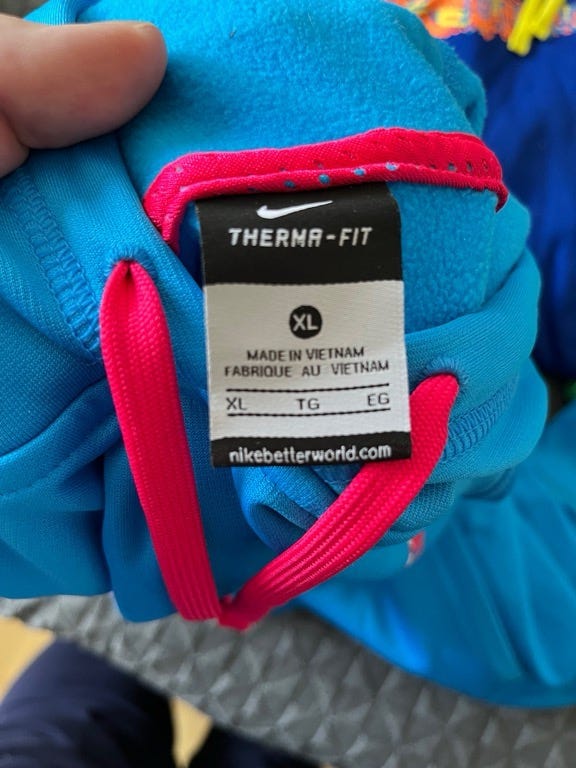 THERMA-FIT
XL
MADE IN VIETNAM
FABRIQUE AU VIETNAM
XL TG EG
nikebetterworld.com